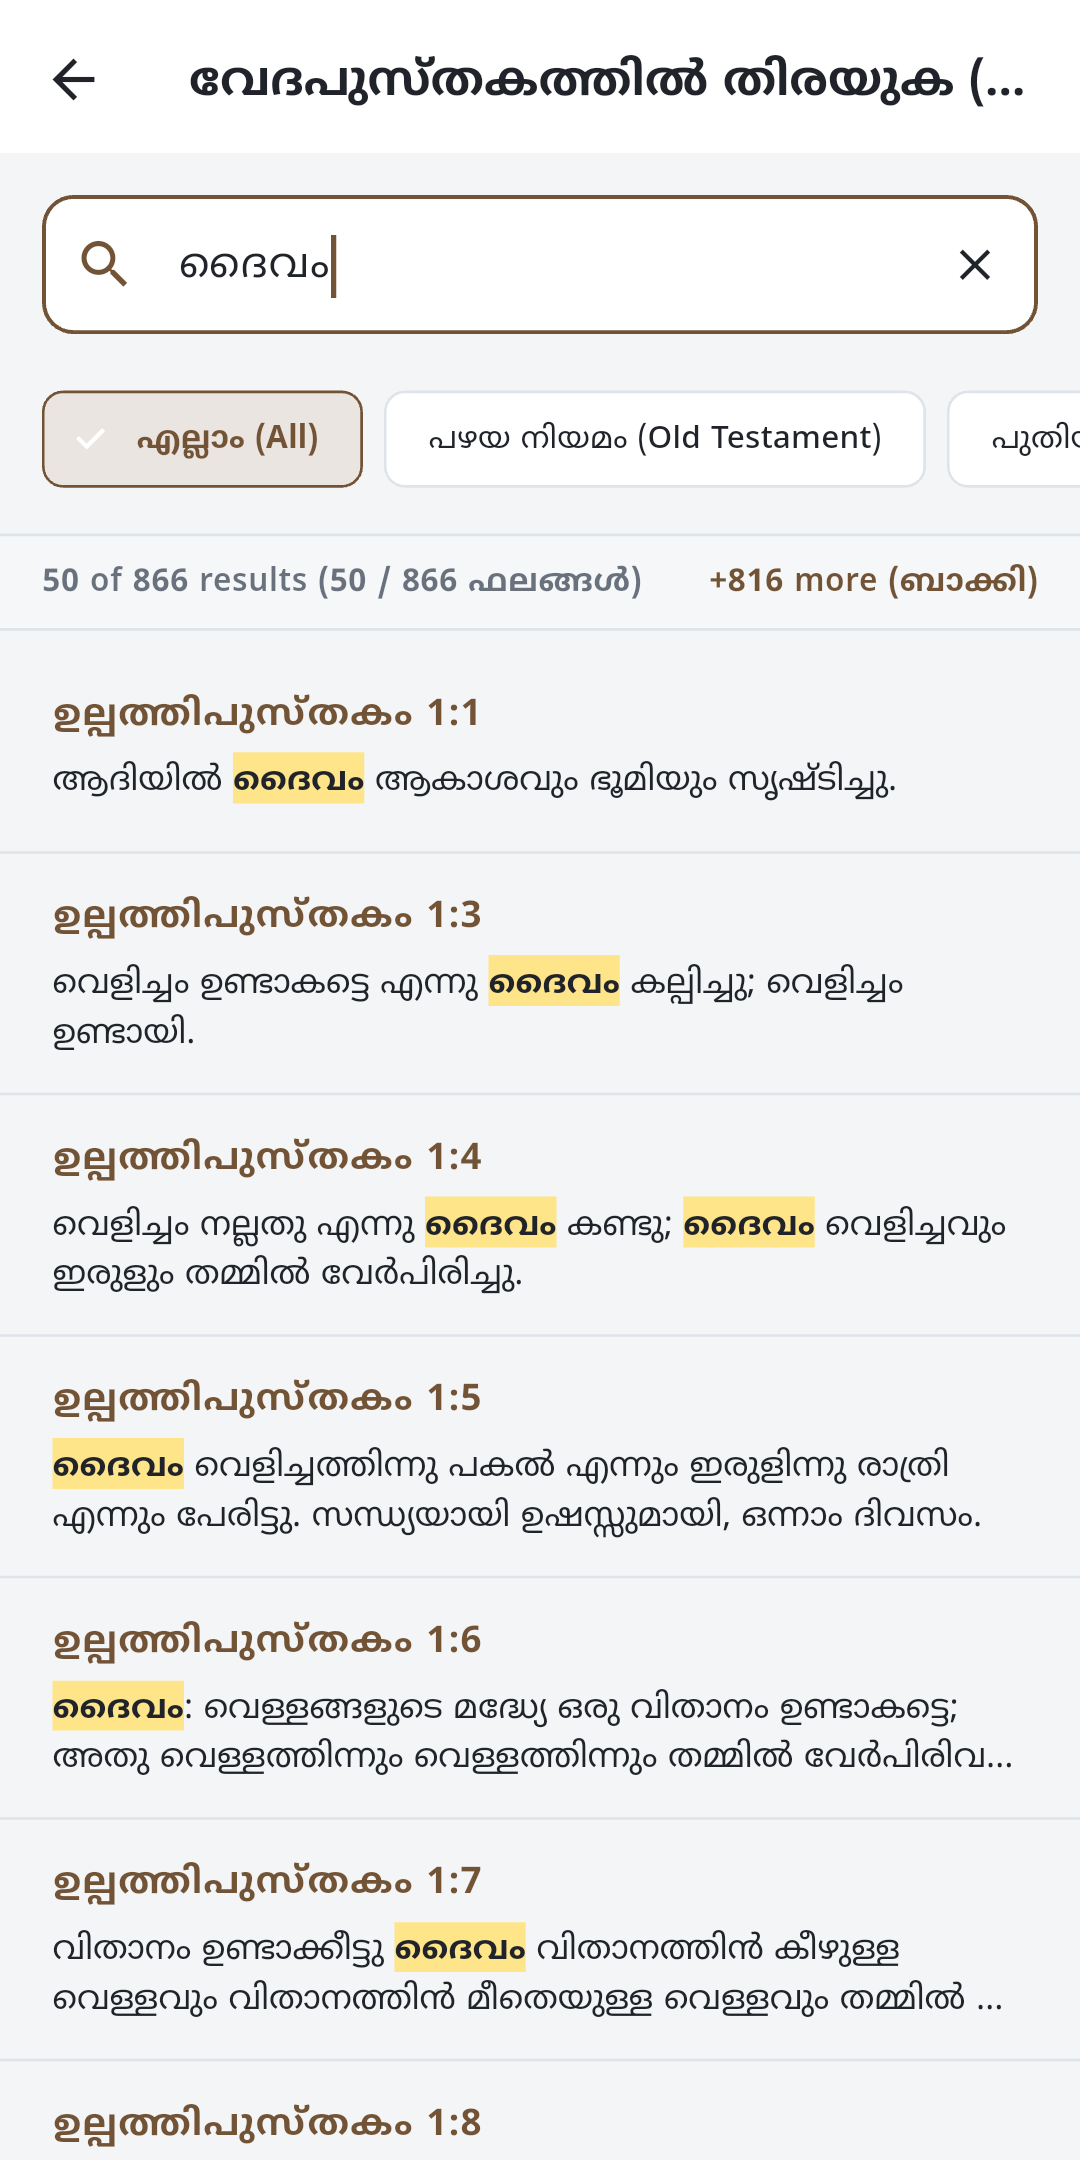 വേദപുസ്തകത്തിൽ തിരയുക (...
ദൈവം
എല്ലാം (All)
പഴയ നിയമം (Old Testament)
50 of 866 results (50 / 866 ഫലങ്ങൾ)
+816 more (ബാക്കി)
ഉല്പത്തിപുസ്തകം 1:1
ആദിയിൽ ദൈവം ആകാശവും ഭൂമിയും സൃഷ്ടിച്ചു.
ഉല്പത്തിപുസ്തകം 1:3
വെളിച്ചം ഉണ്ടാകട്ടെ എന്നു ദൈവം കല്പിച്ചു; വെളിച്ചം
ഉണ്ടായി.
ഉല്പത്തിപുസ്തകം 1:4
വെളിച്ചം നല്ലതു എന്നു ദൈവം കണ്ടു; ദൈവം വെളിച്ചവും
ഇരുളും തമ്മിൽ വേർപിരിച്ചു.
ഉല്പത്തിപുസ്തകം 1:5
ദൈവം വെളിച്ചത്തിന്നു പകൽ എന്നും ഇരുളിന്നു രാത്രി
എന്നും പേരിട്ടു. സന്ധ്യയായി ഉഷസ്സുമായി, ഒന്നാം ദിവസം.
ഉല്പത്തിപുസ്തകം 1:6
ദൈവം: വെള്ളങ്ങളുടെ മദ്ധ്യേ ഒരു വിതാനം ഉണ്ടാകട്ടെ;
അതു വെള്ളത്തിന്നും വെള്ളത്തിന്നും തമ്മിൽ വേർപിരിവ...
ഉല്പത്തിപുസ്തകം 1:7
വിതാനം ഉണ്ടാക്കീട്ടു ദൈവം വിതാനത്തിൻ കീഴുള്ള
വെള്ളവും വിതാനത്തിൻ മീതെയുള്ള വെള്ളവും തമ്മിൽ ...
ഉല്പത്തിപുസ്തകം 1:8